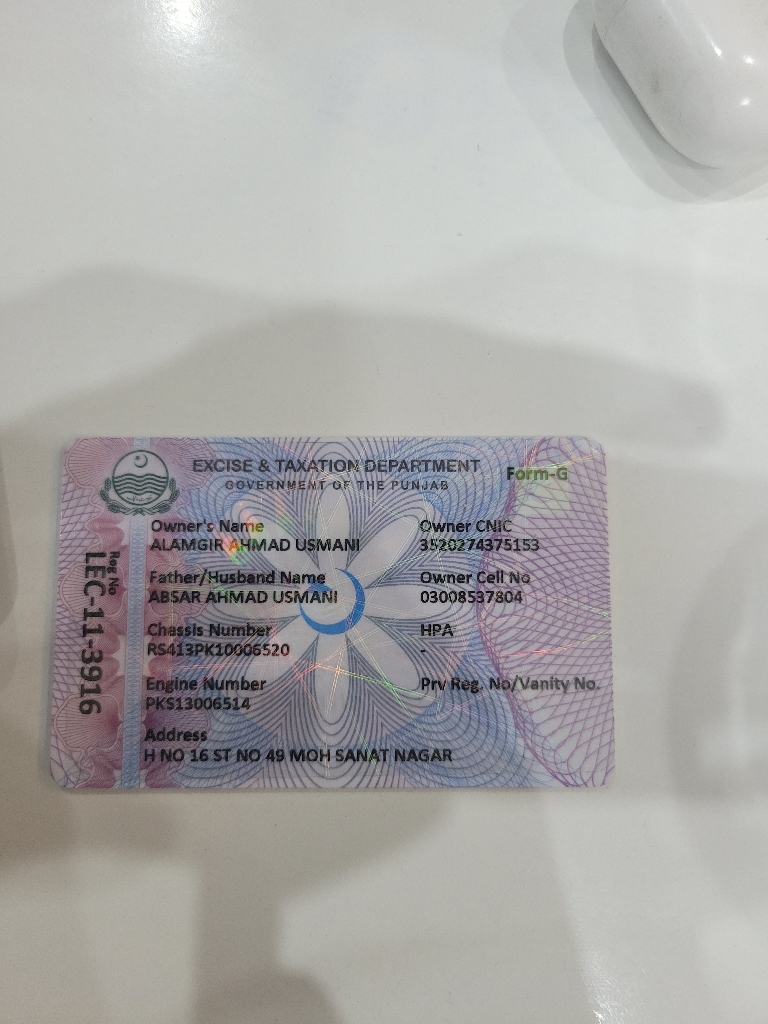 EXCISE & TAXATION DEPARTMENT
GOVERNMENT OF THE PUNJAB
Form-G
Reg No
LEC-11-3916
Owner's Name
ALAMGIR AHMAD USMANI
Owner CNIC
3520274375153
Father/Husband Name
ABSAR AHMAD USMANI
Owner Cell No
03008537804
Chassis Number
RS413PK10006520
HPA
-
Engine Number
PKS13006514
Prv Reg. No/Vanity No.
Address
H NO 16 ST NO 49 MOH SANAT NAGAR